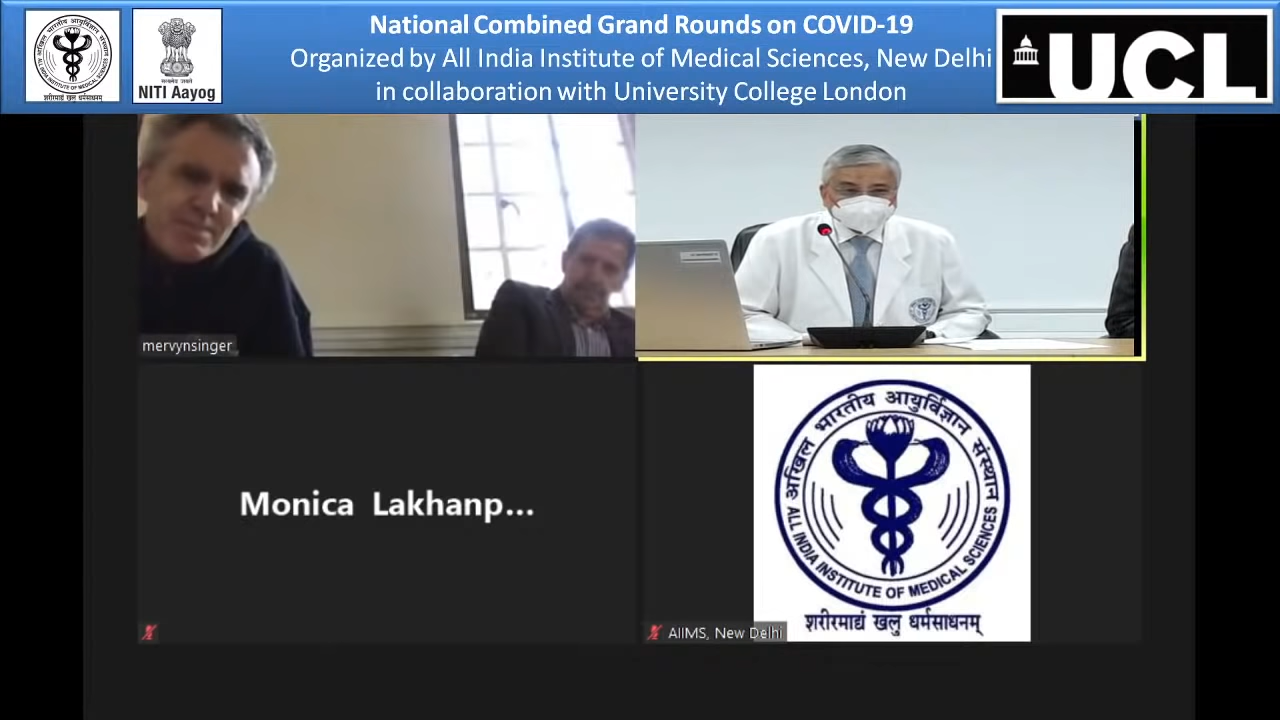 National Combined Grand Rounds on COVID-19
Organized by All India Institute of Medical Sciences, New Delhi
in collaboration with University College London
NITI Aayog
UCL
mervynsinger
Monica Lakhanp...
अखिल भारतीय आयुर्विज्ञान संस्थान
ALL INDIA INSTITUTE OF MEDICAL SCIENCES
शरीरमाद्यं खलु धर्मसाधनम्
AIIMS, New Delhi